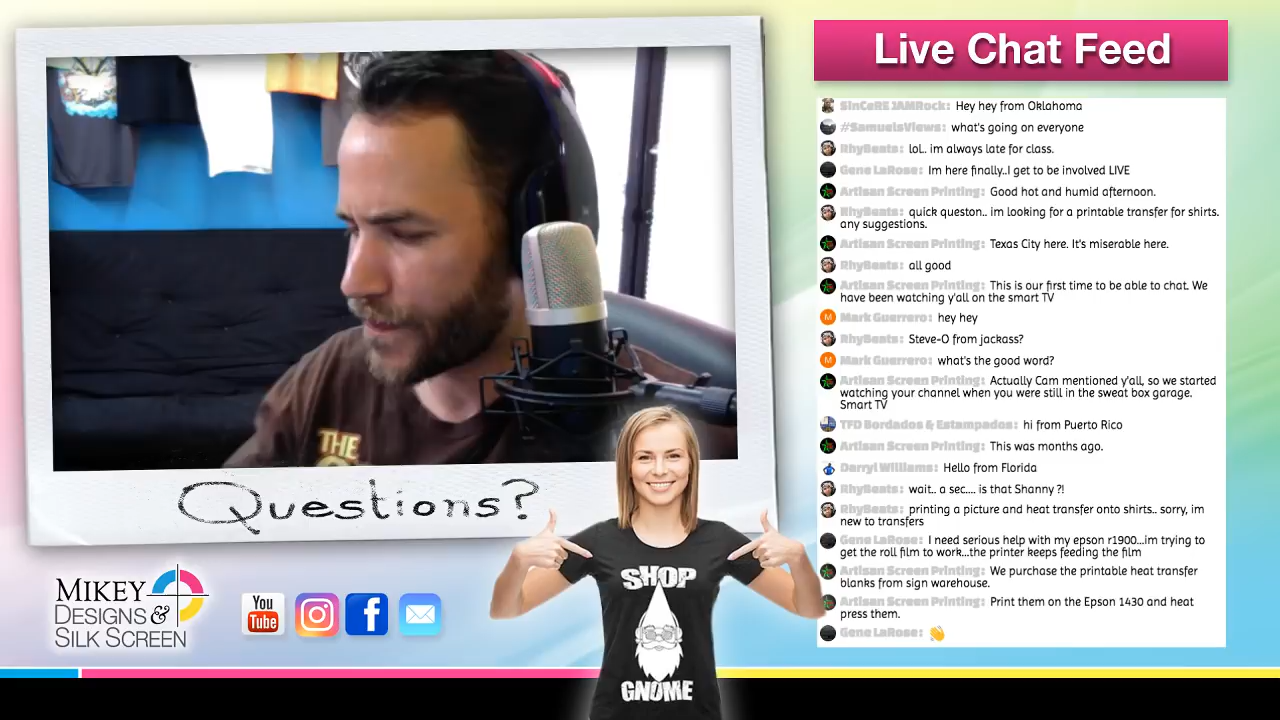 Live Chat Feed
SinCeRE JAMRock: Hey hey from Oklahoma
#SamuelsViews: what's going on everyone
RhyBeats: lol.. im always late for class.
Gene LaRose: Im here finally..I get to be involved LIVE
Artisan Screen Printing: Good hot and humid afternoon.
RhyBeats: quick queston.. im looking for a printable transfer for shirts.
any suggestions.
Artisan Screen Printing: Texas City here. It's miserable here.
RhyBeats: all good
Artisan Screen Printing: This is our first time to be able to chat. We
have been watching y'all on the smart TV
M Mark Guerrero: hey hey
RhyBeats: Steve-O from jackass?
M Mark Guerrero: what's the good word?
Artisan Screen Printing: Actually Cam mentioned y'all, so we started
watching your channel when you were still in the sweat box garage.
Smart TV
TFD Bordados & Estampados: hi from Puerto Rico
Artisan Screen Printing: This was months ago.
Darryl Williams: Hello from Florida
RhyBeats: wait.. a sec.... is that Shanny ?!
RhyBeats: printing a picture and heat transfer onto shirts.. sorry, im
new to transfers
Gene LaRose: I need serious help with my epson r1900...im trying to
get the roll film to work...the printer keeps feeding the film
Artisan Screen Printing: We purchase the printable heat transfer
blanks from sign warehouse.
Artisan Screen Printing: Print them on the Epson 1430 and heat
press them.
Gene LaRose: 👋
THE
Questions?
MIKEY
DESIGNS &
SILK SCREEN
You
Tube
SHOP
GNOME